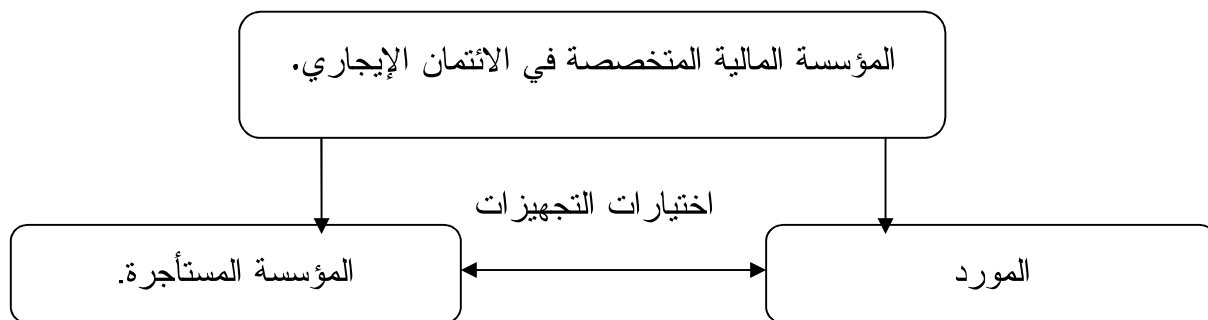 المؤسسة المالية المتخصصة في الائتمان الإيجاري.
اختيارات التجهيزات
المورد
المؤسسة المستأجرة.